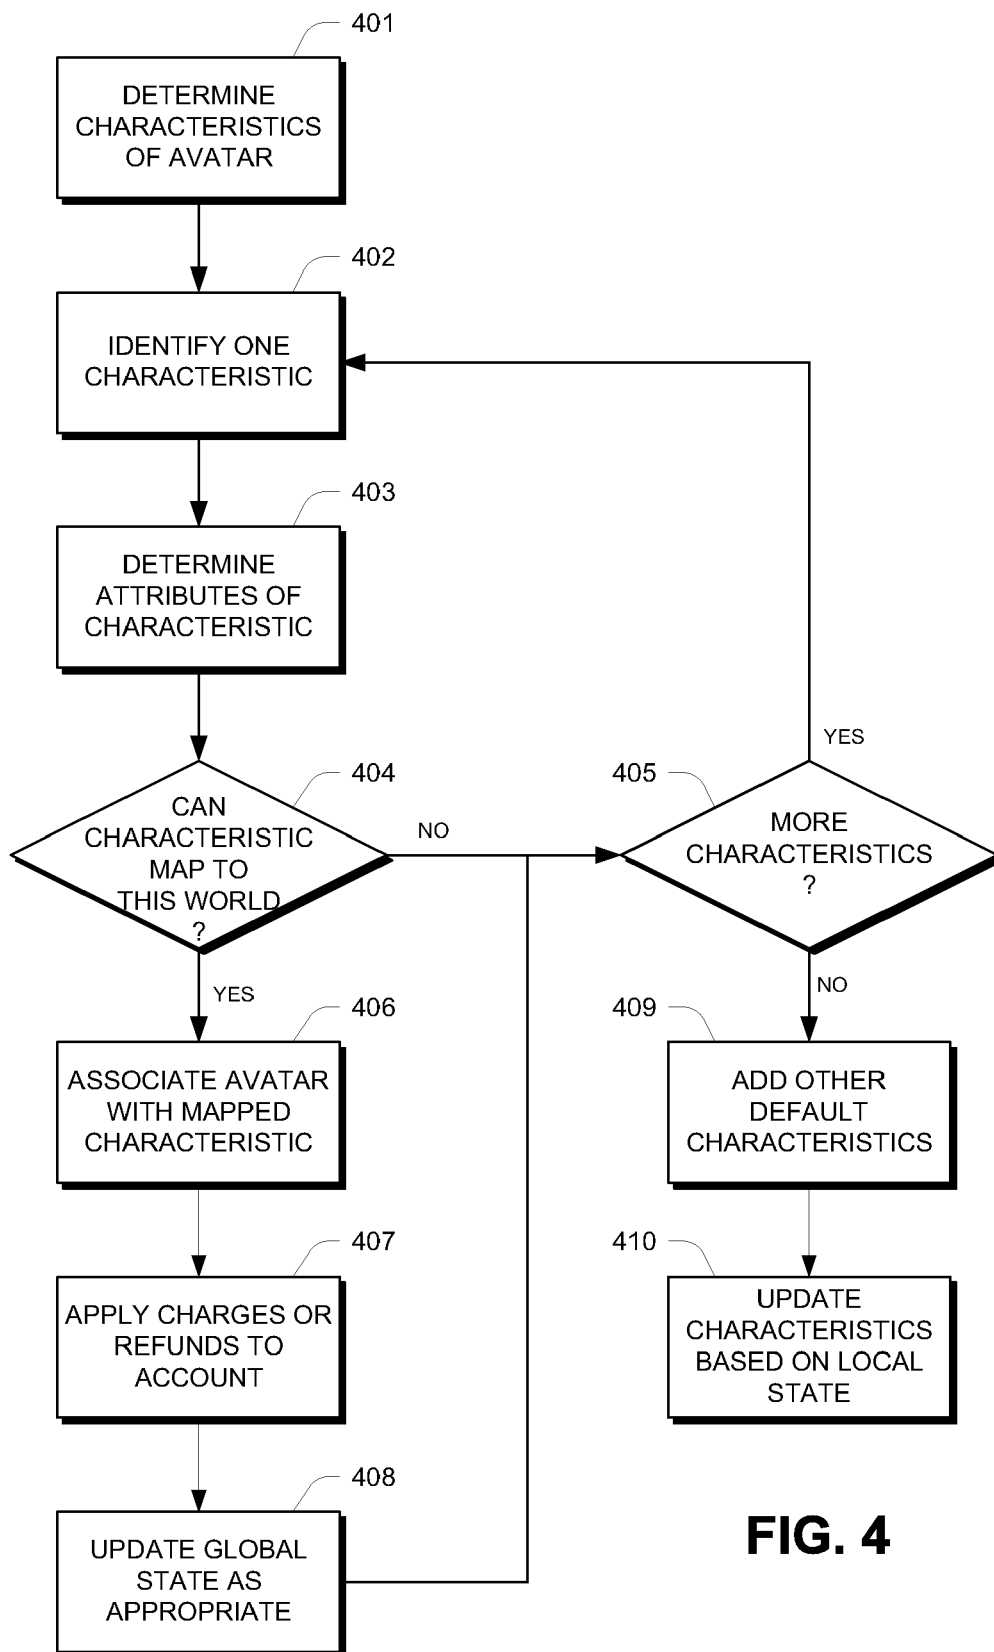 401
DETERMINE
CHARACTERISTICS
OF AVATAR
402
IDENTIFY ONE
CHARACTERISTIC
403
DETERMINE
ATTRIBUTES OF
CHARACTERISTIC
404
CAN
CHARACTERISTIC
MAP TO
THIS WORLD
?
NO
YES
405
MORE
CHARACTERISTICS
?
YES
NO
406
ASSOCIATE AVATAR
WITH MAPPED
CHARACTERISTIC
407
APPLY CHARGES OR
REFUNDS TO
ACCOUNT
408
UPDATE GLOBAL
STATE AS
APPROPRIATE
409
ADD OTHER
DEFAULT
CHARACTERISTICS
410
UPDATE
CHARACTERISTICS
BASED ON LOCAL
STATE
FIG. 4